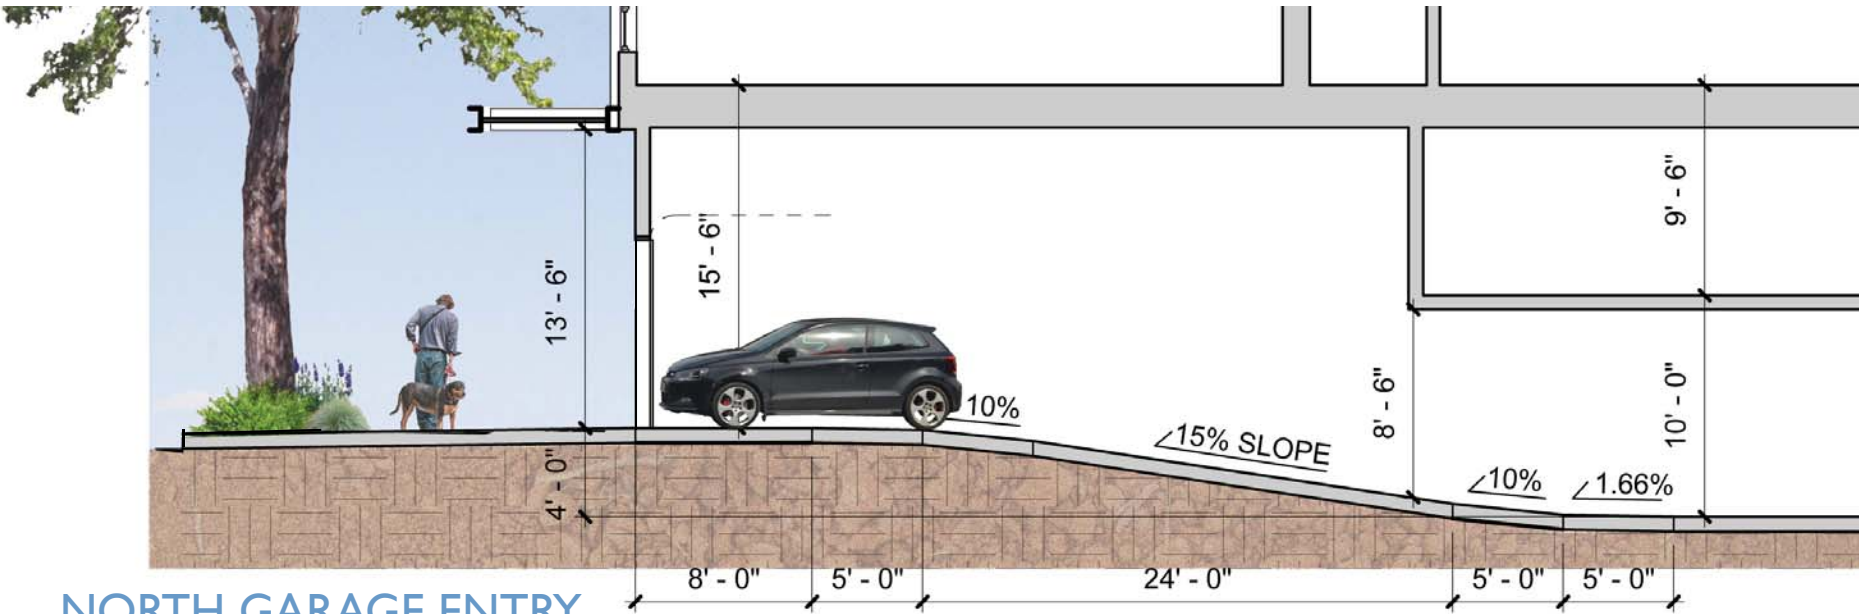 13' - 6"
15' - 6"
9' - 6"
8' - 6"
10' - 0"
10%
∠15% SLOPE
∠10%
∠1.66%
4' - 0"
8' - 0"
5' - 0"
24' - 0"
5' - 0"
5' - 0"
NORTH GARAGE ENTRY